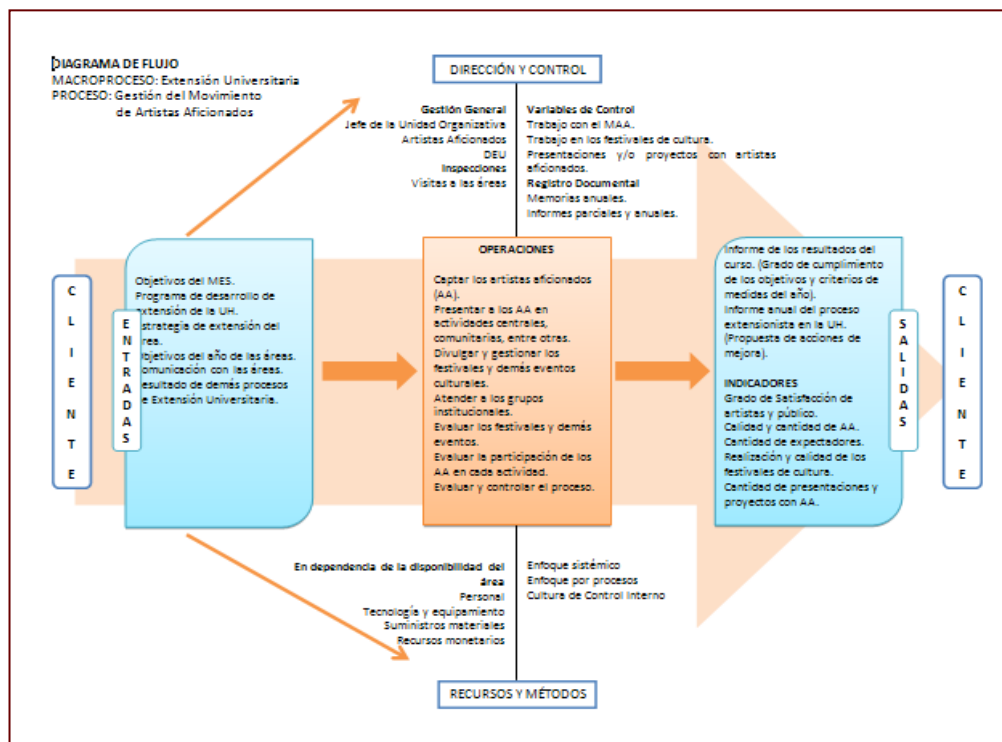 DIAGRAMA DE FLUJO
MACROPROCESO: Extensión Universitaria
PROCESO: Gestión del Movimiento
de Artistas Aficionados
DIRECCIÓN Y CONTROL
Gestión General
Jefe de la Unidad Organizativa
Artistas Aficionados
DEU
Inspecciones
Visitas a las áreas
Variables de Control
Trabajo con el MAA.
Trabajo en los festivales de cultura.
Presentaciones y/o proyectos con artistas
aficionados.
Registro Documental
Memorias anuales.
Informes parciales y anuales.
CLIENTE
ENTRADAS
Objetivos del MES.
Programa de desarrollo de
extensión de la UH.
Estrategia de extensión del
área.
Objetivos del año de las áreas.
Comunicación con las áreas.
Resultado de demás procesos
de Extensión Universitaria.
OPERACIONES
Captar los artistas aficionados
(AA).
Presentar a los AA en
actividades centrales,
comunitarias, entre otras.
Divulgar y gestionar los
festivales y demás eventos
culturales.
Atender a los grupos
institucionales.
Evaluar los festivales y demás
eventos.
Evaluar la participación de los
AA en cada actividad.
Evaluar y controlar el proceso.
Informe de los resultados del
curso. (Grado de cumplimiento
de los objetivos y criterios de
medidas del año).
Informe anual del proceso
extensionista en la UH.
(Propuesta de acciones de
mejora).
INDICADORES
Grado de Satisfacción de
artistas y público.
Calidad y cantidad de AA.
Cantidad de expectadores.
Realización y calidad de los
festivales de cultura.
Cantidad de presentaciones y
proyectos con AA.
SALIDAS
CLIENTE
En dependencia de la disponibilidad del
área
Personal
Tecnología y equipamiento
Suministros materiales
Recursos monetarios
Enfoque sistémico
Enfoque por procesos
Cultura de Control Interno
RECURSOS Y MÉTODOS